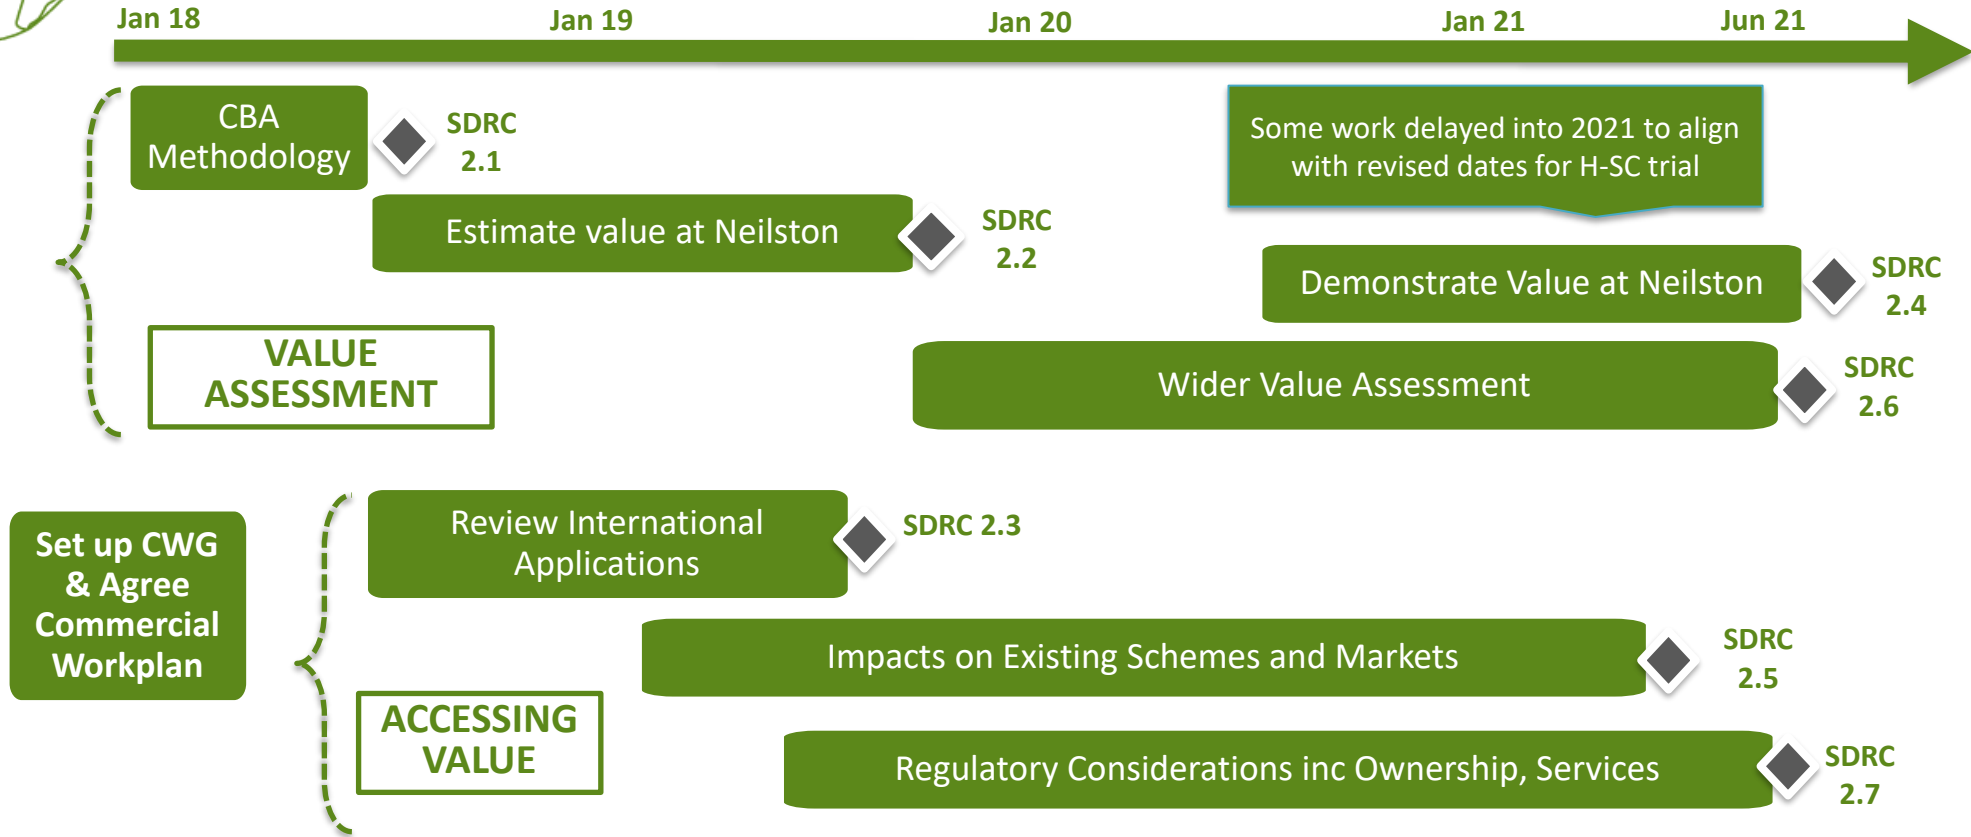 Jan 18
Jan 19
Jan 20
Jan 21
Jun 21
CBA
Methodology
SDRC
2.1
Some work delayed into 2021 to align
with revised dates for H-SC trial
Estimate value at Neilston
SDRC
2.2
Demonstrate Value at Neilston
SDRC
2.4
VALUE
ASSESSMENT
Wider Value Assessment
SDRC
2.6
Set up CWG
& Agree
Commercial
Workplan
Review International
Applications
SDRC 2.3
Impacts on Existing Schemes and Markets
SDRC
2.5
ACCESSING
VALUE
Regulatory Considerations inc Ownership, Services
SDRC
2.7